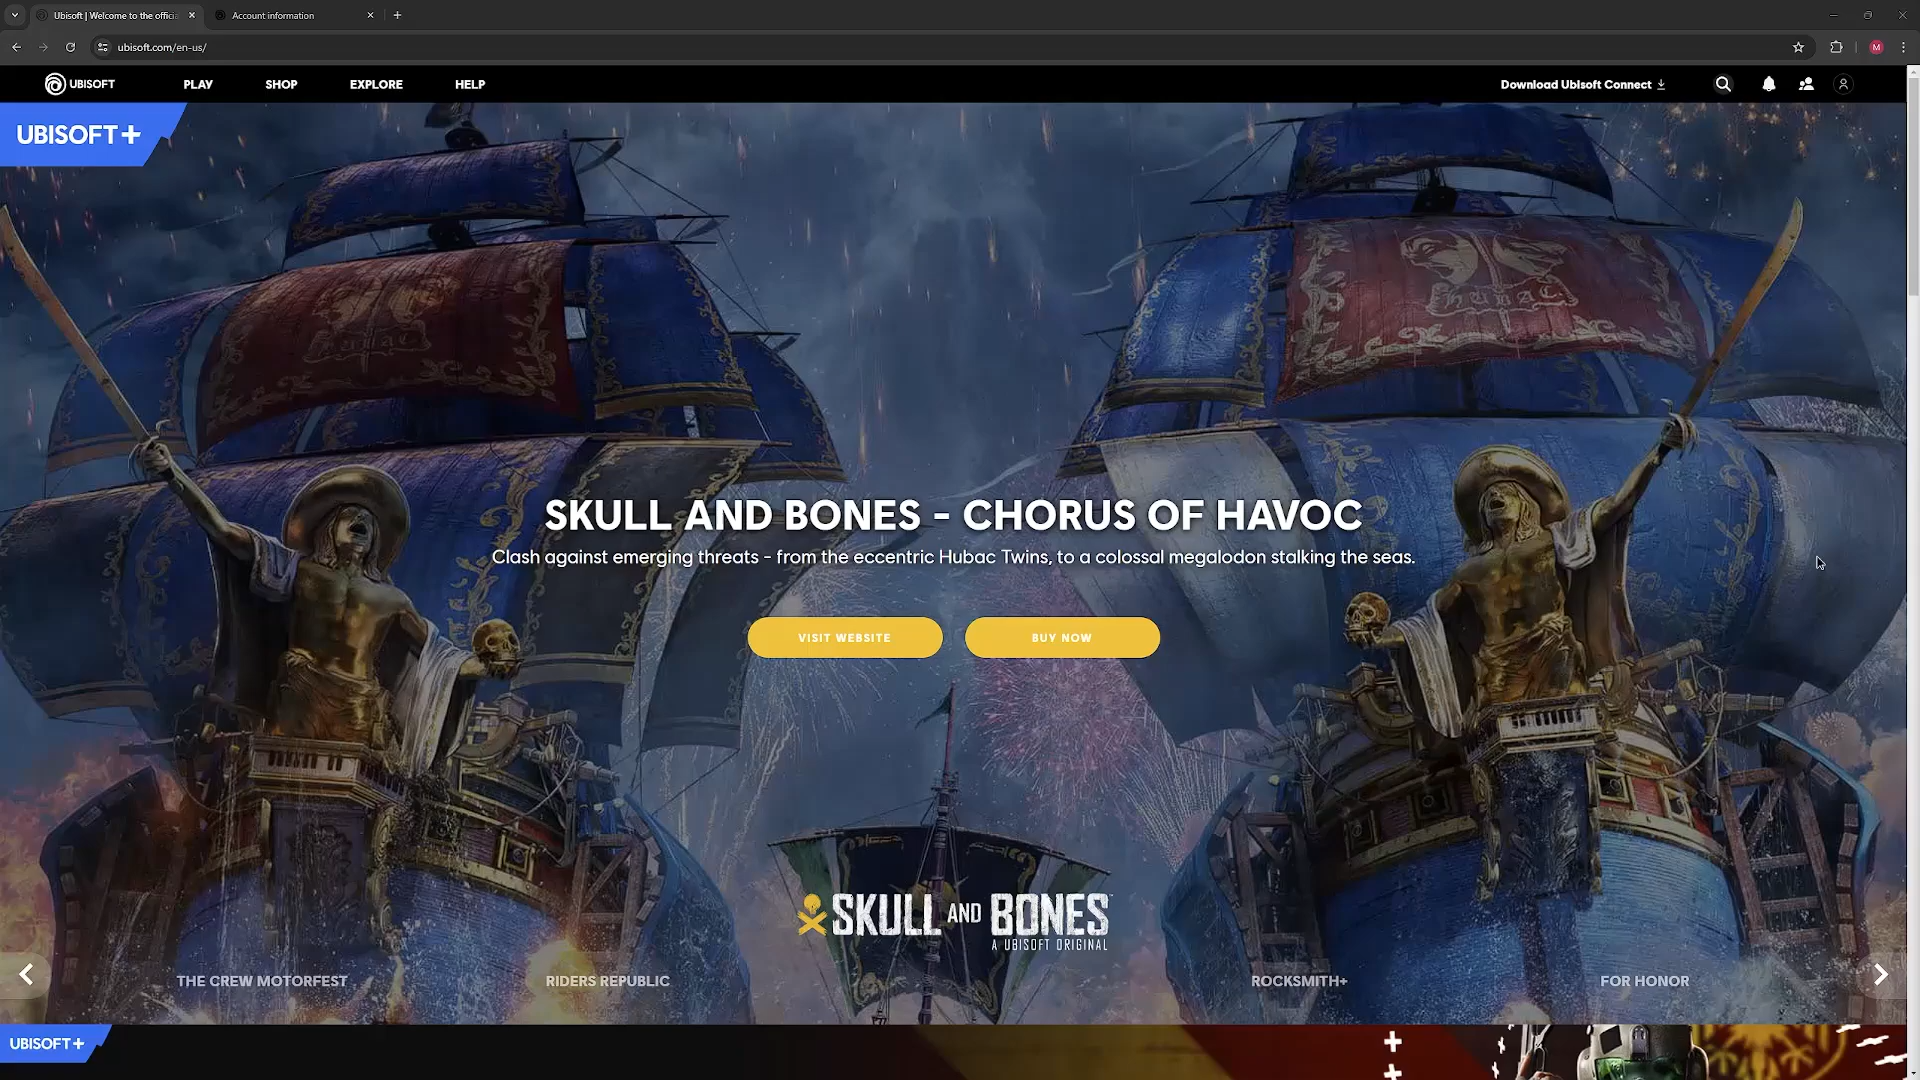 Ubisoft | Welcome to the officia
Account information
ubisoft.com/en-us/
M
UBISOFT
PLAY
SHOP
EXPLORE
HELP
Download Ubisoft Connect
UBISOFT+
HUBAC
SKULL AND BONES - CHORUS OF HAVOC
Clash against emerging threats - from the eccentric Hubac Twins, to a colossal megalodon stalking the seas.
VISIT WEBSITE
BUY NOW
SKULL AND BONES
A UBISOFT ORIGINAL
THE CREW MOTORFEST
RIDERS REPUBLIC
ROCKSMITH+
FOR HONOR
UBISOFT+